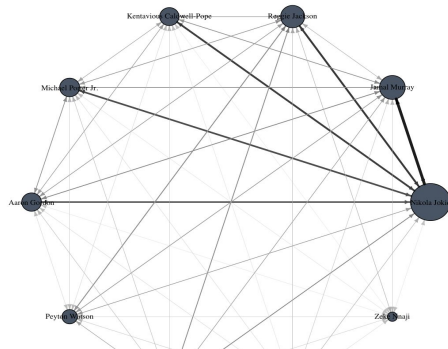 Kentavious Caldwell-Pope
Reggie Jackson
Michael Porter Jr.
Jamal Murray
Aaron Gordon
Nikola Jokic
Peyton Watson
Zeke Nnaji